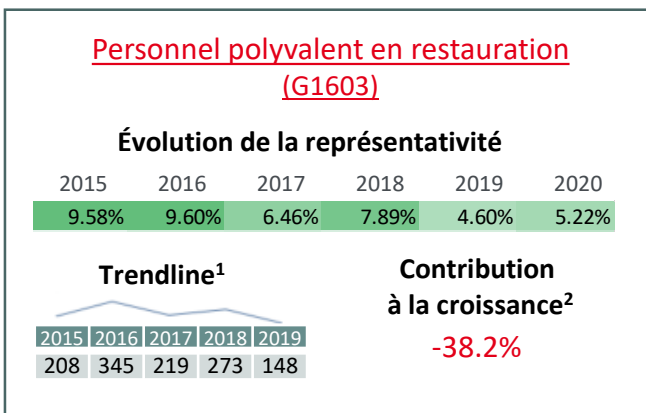 Personnel polyvalent en restauration
(G1603)
Évolution de la représentativité
2015 2016 2017 2018 2019 2020
9.58% 9.60% 6.46% 7.89% 4.60% 5.22%
Trendline¹
2015 2016 2017 2018 2019
208 345 219 273 148
Contribution
à la croissance²
-38.2%